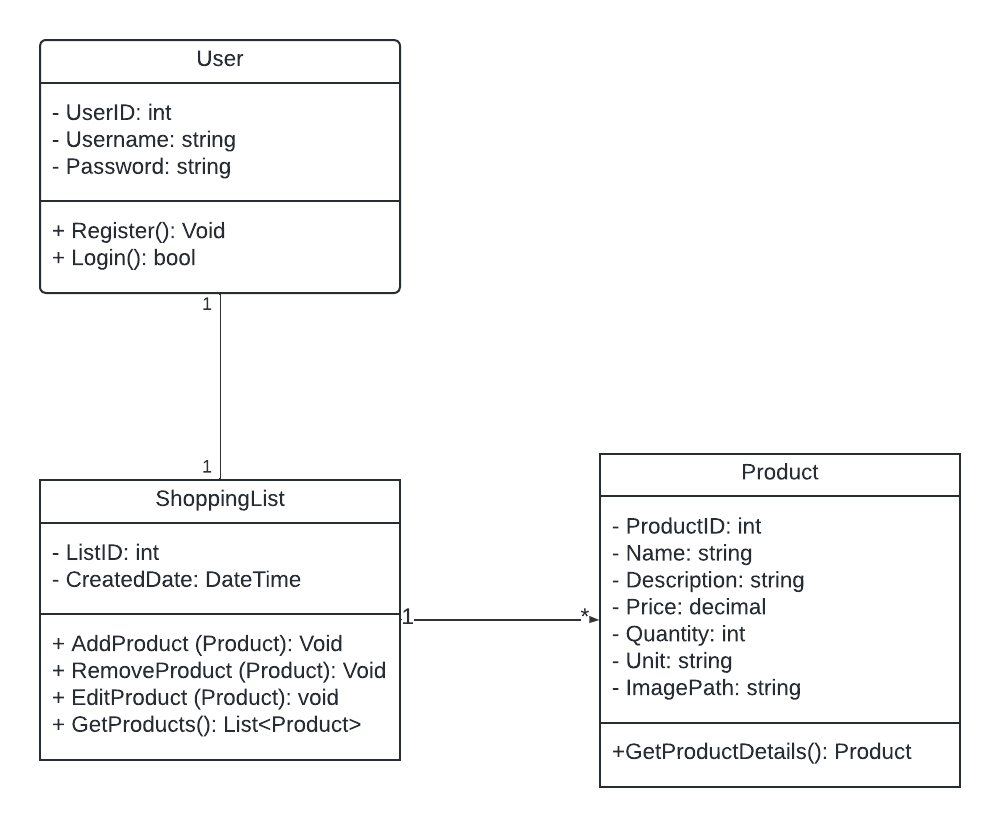 User
- UserID: int
- Username: string
- Password: string
+ Register(): Void
+ Login(): bool
1
1
ShoppingList
- ListID: int
- CreatedDate: DateTime
+ AddProduct (Product): Void
+ RemoveProduct (Product): Void
+ EditProduct (Product): void
+ GetProducts(): List<Product>
1
*
Product
- ProductID: int
- Name: string
- Description: string
- Price: decimal
- Quantity: int
- Unit: string
- ImagePath: string
+GetProductDetails(): Product